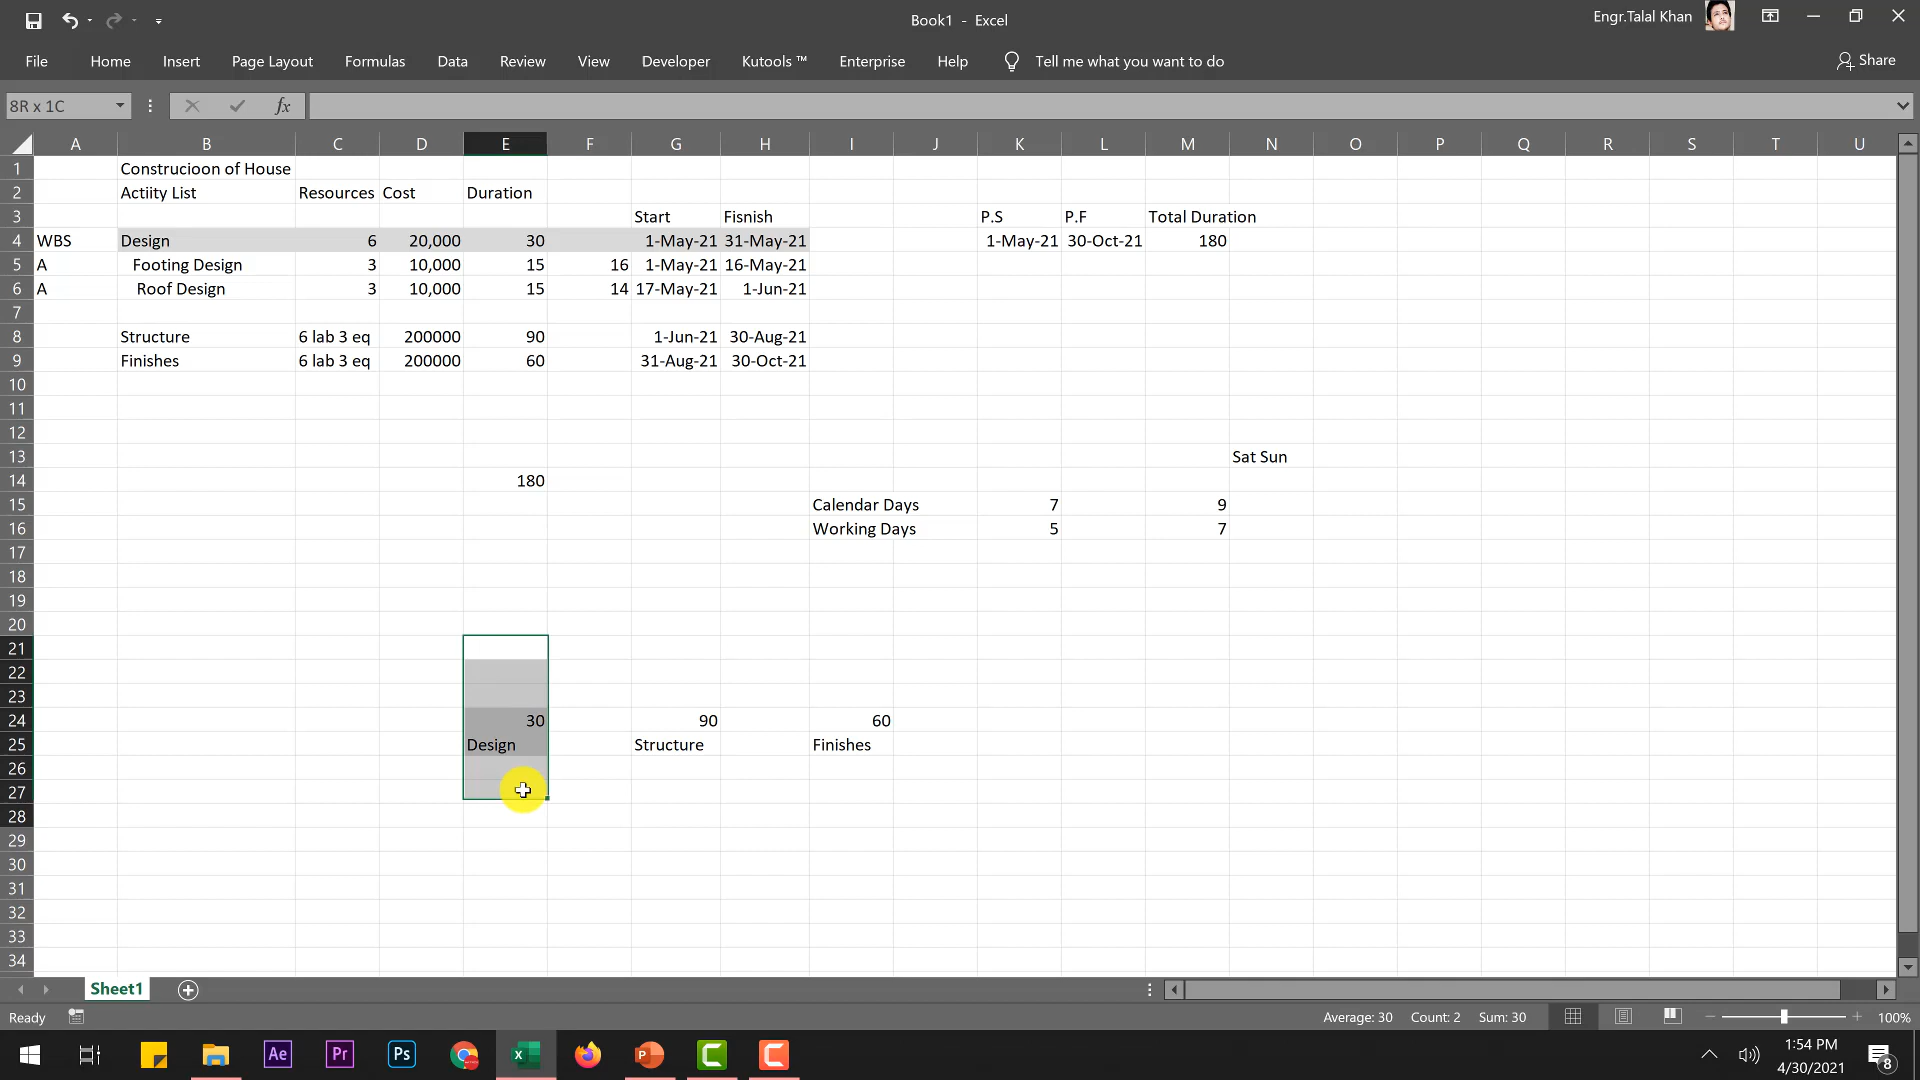 Book1 - Excel
Engr.Talal Khan
File Home Insert Page Layout Formulas Data Review View Developer Kutools ™ Enterprise Help Tell me what you want to do Share
8R x 1C fx
A B C D E F G H I J K L M N O P Q R S T U
1 Construcioon of House
2 Actiity List Resources Cost Duration
3 Start Fisnish P.S P.F Total Duration
4 WBS Design 6 20,000 30 1-May-21 31-May-21 1-May-21 30-Oct-21 180
5 A Footing Design 3 10,000 15 16 1-May-21 16-May-21
6 A Roof Design 3 10,000 15 14 17-May-21 1-Jun-21
7
8 Structure 6 lab 3 eq 200000 90 1-Jun-21 30-Aug-21
9 Finishes 6 lab 3 eq 200000 60 31-Aug-21 30-Oct-21
10
11
12
13 Sat Sun
14 180
15 Calendar Days 7 9
16 Working Days 5 7
17
18
19
20
21
22
23
24 30 90 60
25 Design Structure Finishes
26
27
28
29
30
31
32
33
34
Sheet1
Ready Average: 30 Count: 2 Sum: 30 100%
Ae Pr Ps
1:54 PM
4/30/2021
8